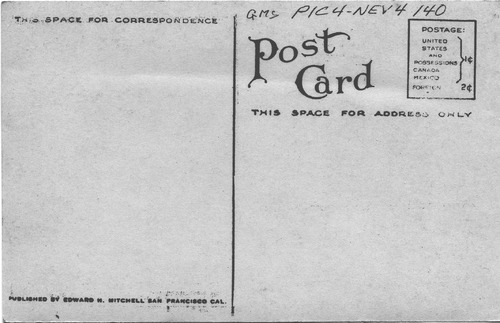 THIS SPACE FOR CORRESPONDENCE
GMS PIC4-NEV4 140
Post
Card
POSTAGE:
UNITED
STATES
AND
POSSESSIONS
CANADA
MEXICO
1¢
FOREIGN 2¢
THIS SPACE FOR ADDRESS ONLY
PUBLISHED BY EDWARD H. MITCHELL SAN FRANCISCO CAL.